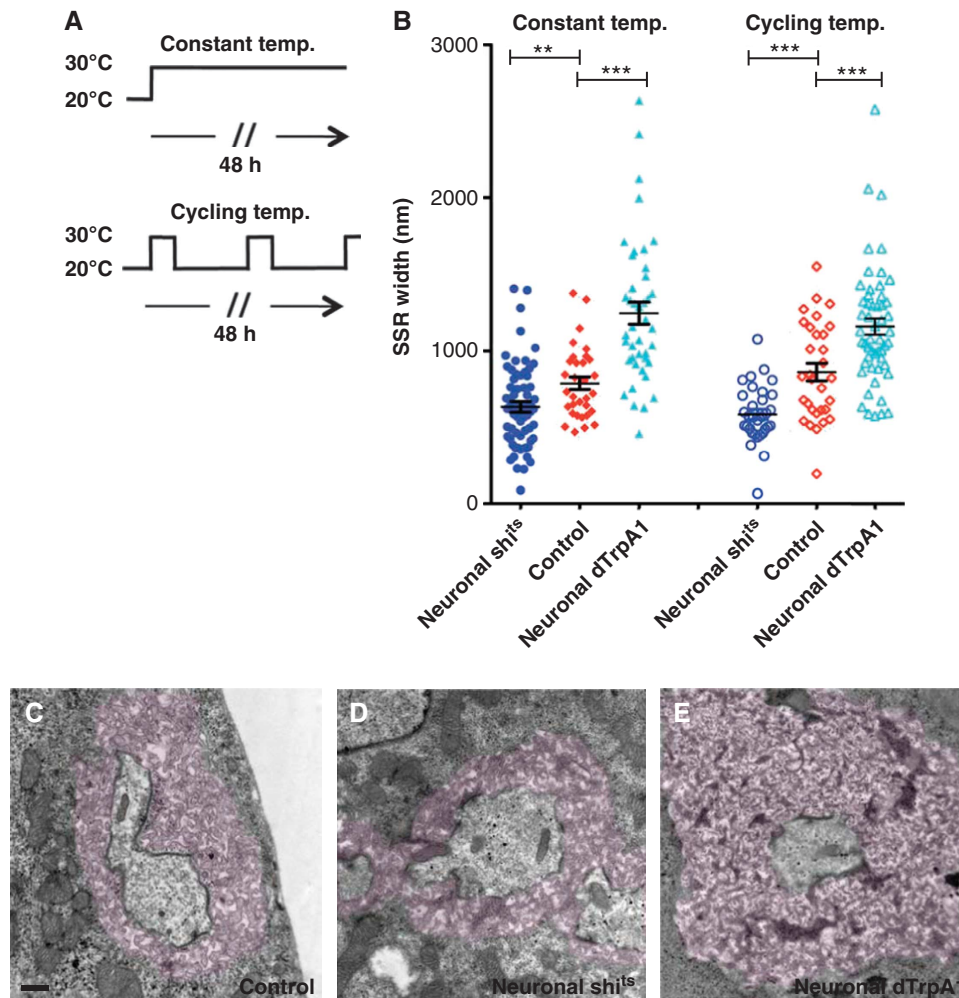 A
Constant temp.
30°C
20°C
48 h
Cycling temp.
30°C
20°C
48 h
B
Constant temp.
Cycling temp.
**
***
***
***
3000
2000
1000
0
SSR width (nm)
Neuronal shi^ts
Control
Neuronal dTrpA1
Neuronal shi^ts
Control
Neuronal dTrpA1
C
Control
D
Neuronal shi^ts
E
Neuronal dTrpA1